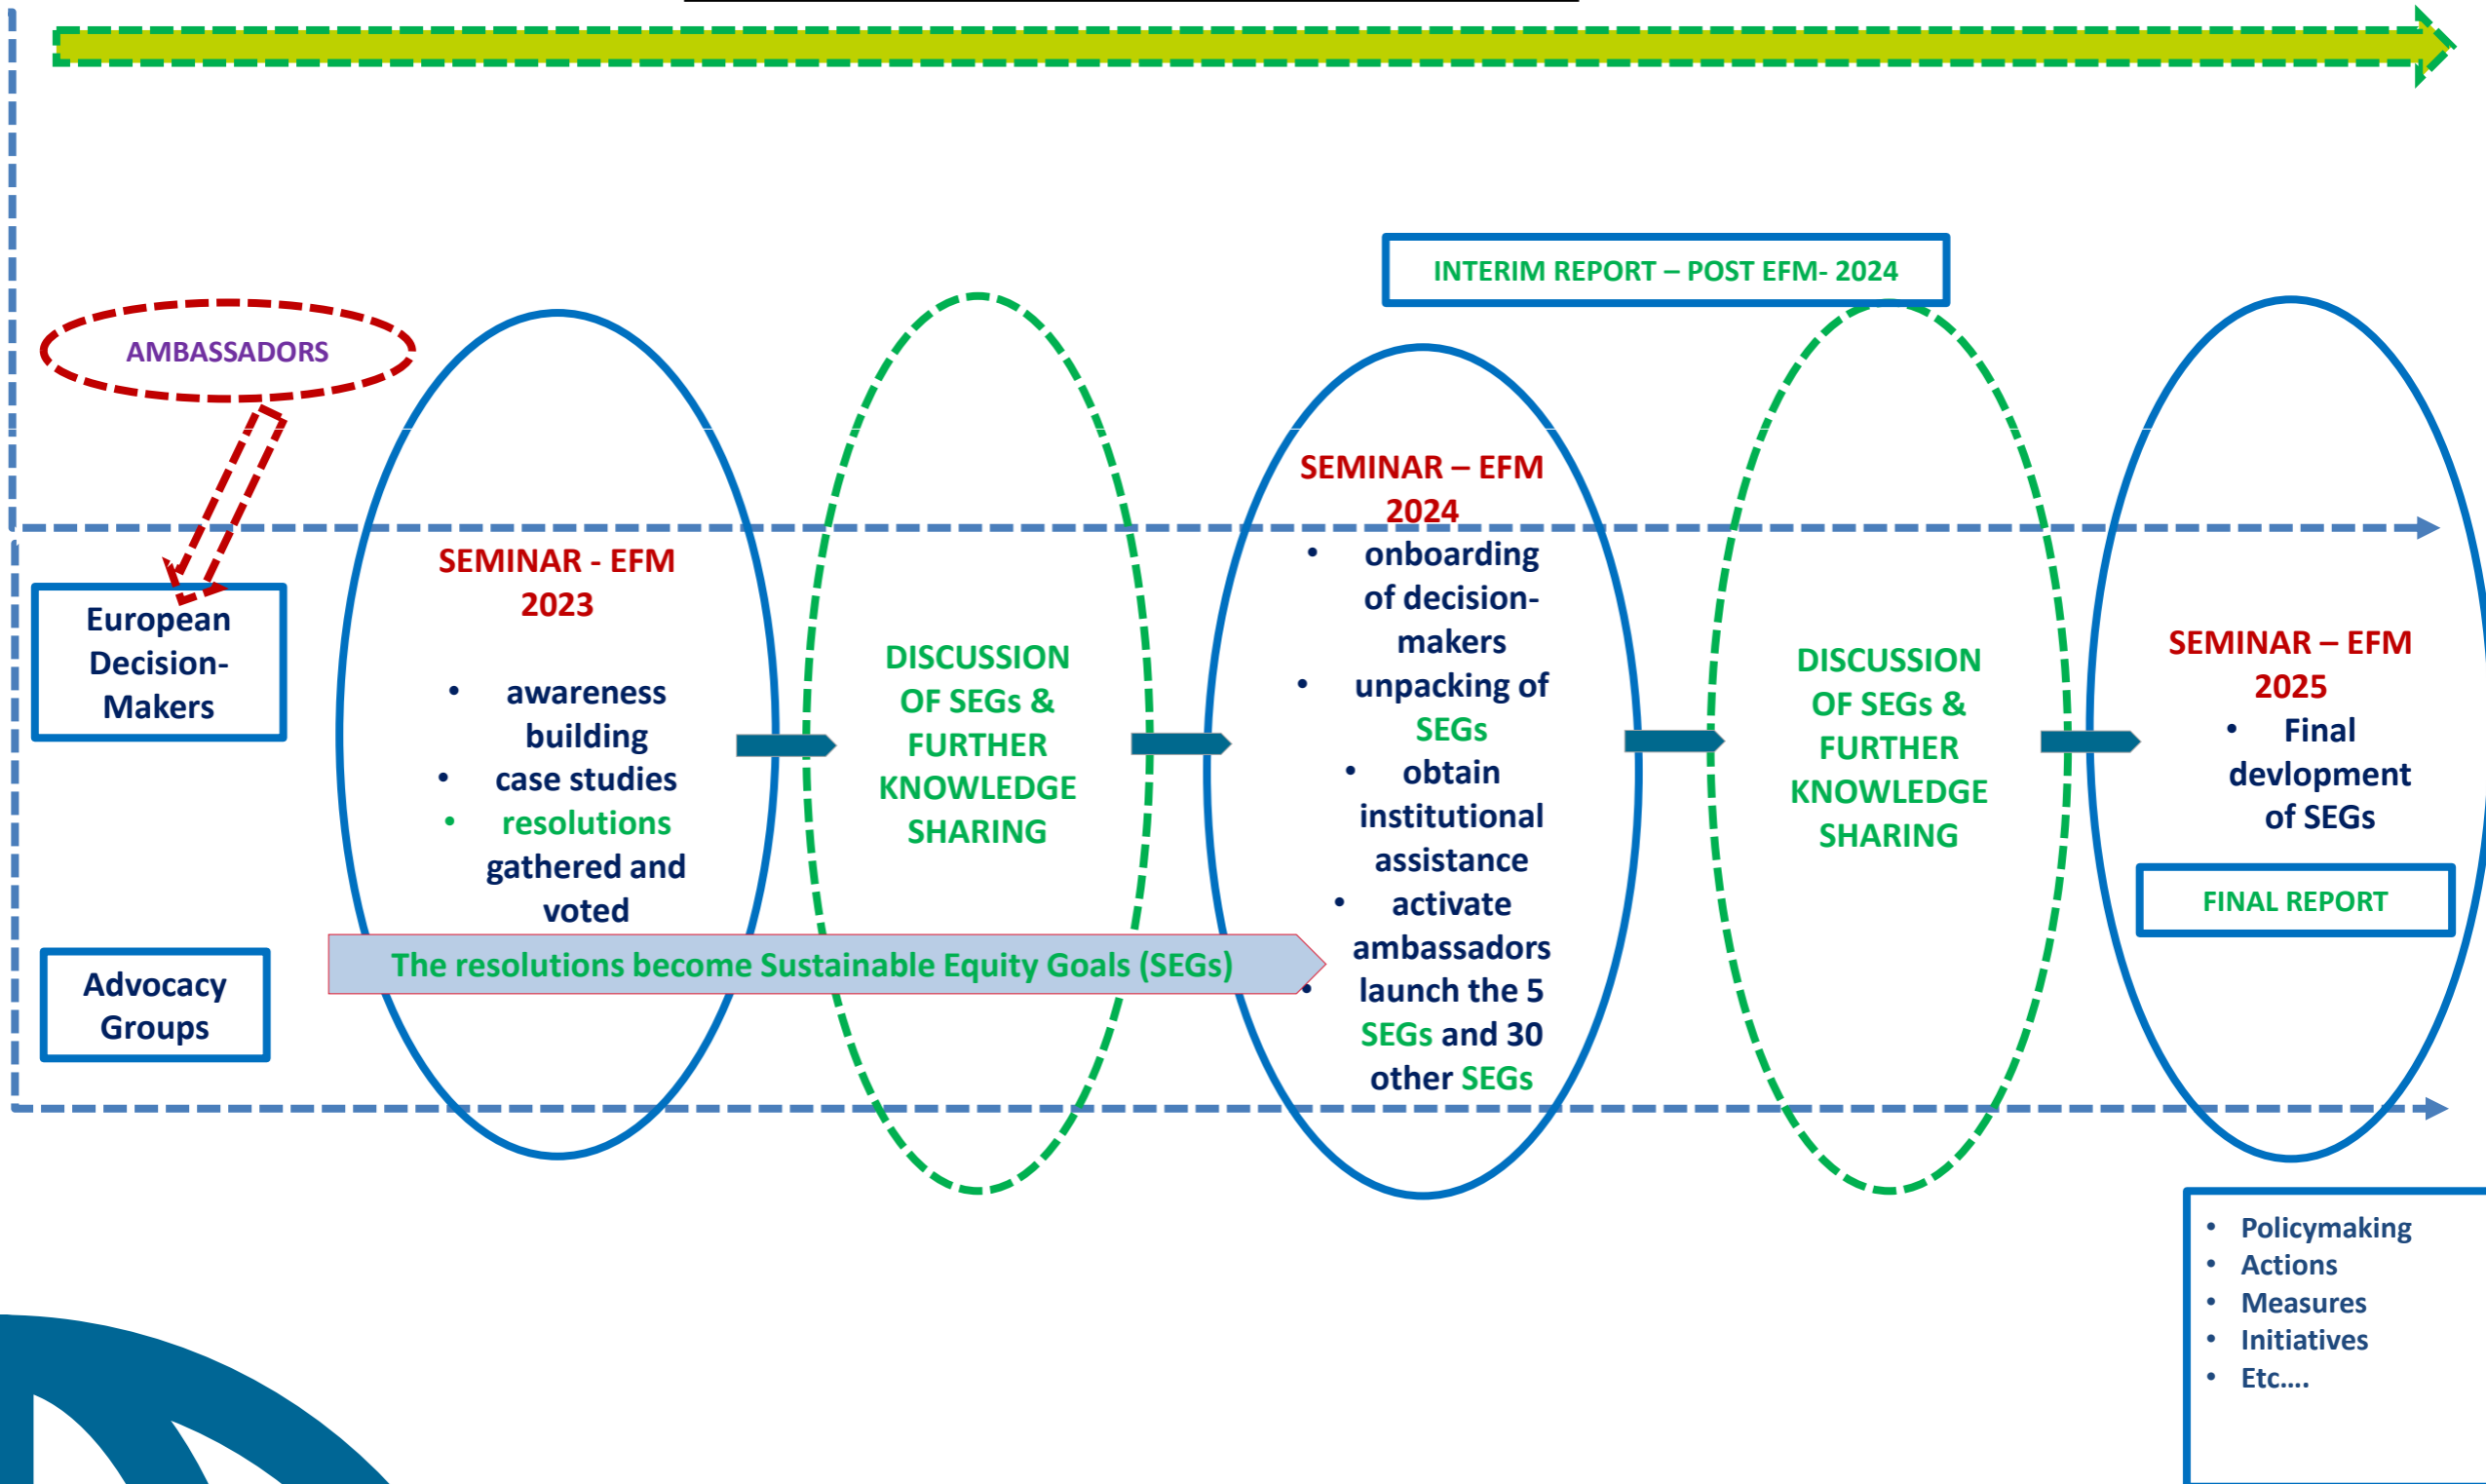 INTERIM REPORT – POST EFM- 2024
AMBASSADORS
European
Decision-
Makers
Advocacy
Groups
SEMINAR - EFM
2023
• awareness
building
• case studies
• resolutions
gathered and
voted
The resolutions become Sustainable Equity Goals (SEGs)
DISCUSSION
OF SEGs &
FURTHER
KNOWLEDGE
SHARING
SEMINAR – EFM
2024
• onboarding
of decision-
makers
• unpacking of
SEGs
• obtain
institutional
assistance
• activate
ambassadors
• launch the 5
SEGs and 30
other SEGs
DISCUSSION
OF SEGs &
FURTHER
KNOWLEDGE
SHARING
SEMINAR – EFM
2025
• Final
devlopment
of SEGs
FINAL REPORT
• Policymaking
• Actions
• Measures
• Initiatives
• Etc....